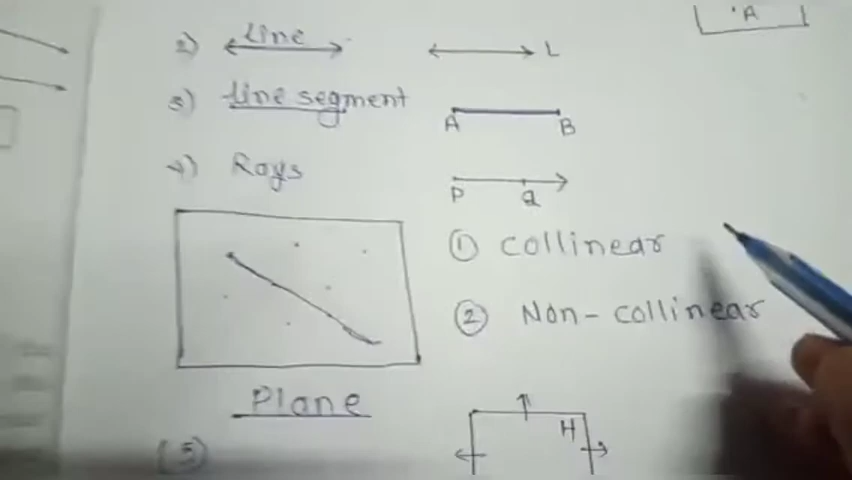 A
2) Line L
3) Line segment A B
4) Rays P Q
① Collinear
② Non-collinear
Plane
(5) H